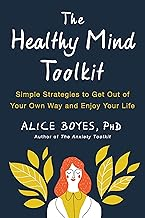 The
Healthy Mind
Toolkit
Simple Strategies to Get Out of
Your Own Way and Enjoy Your Life
ALICE BOYES, PHD
Author of The Anxiety Toolkit